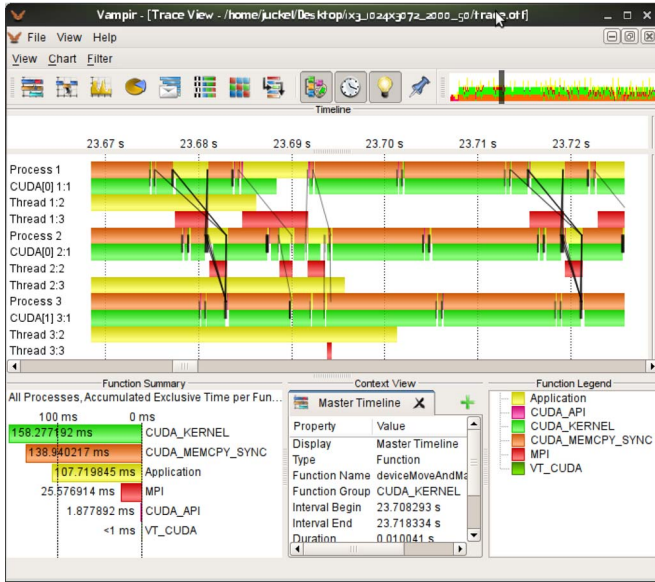 Vampir - [Trace View - /home/juckel/Desktop/ix3_1024x3072_2000_50/trace.otf]
File View Help
View Chart Filter
Timeline
23.67 s 23.68 s 23.69 s 23.70 s 23.71 s 23.72 s
Process 1
CUDA[0] 1:1
Thread 1:2
Thread 1:3
Process 2
CUDA[0] 2:1
Thread 2:2
Thread 2:3
Process 3
CUDA[1] 3:1
Thread 3:2
Thread 3:3
Function Summary
All Processes, Accumulated Exclusive Time per Fun...
100 ms 0 ms
158.277192 ms CUDA_KERNEL
138.940217 ms CUDA_MEMCPY_SYNC
107.719845 ms Application
25.576914 ms MPI
1.877892 ms CUDA_API
<1 ms VT_CUDA
Context View
Master Timeline
Property Value
Display Master Timeline
Type Function
Function Name deviceMoveAndMa
Function Group CUDA_KERNEL
Interval Begin 23.708293 s
Interval End 23.718334 s
Duration 0.010041 s
Function Legend
Application
CUDA_API
CUDA_KERNEL
CUDA_MEMCPY_SYNC
MPI
VT_CUDA